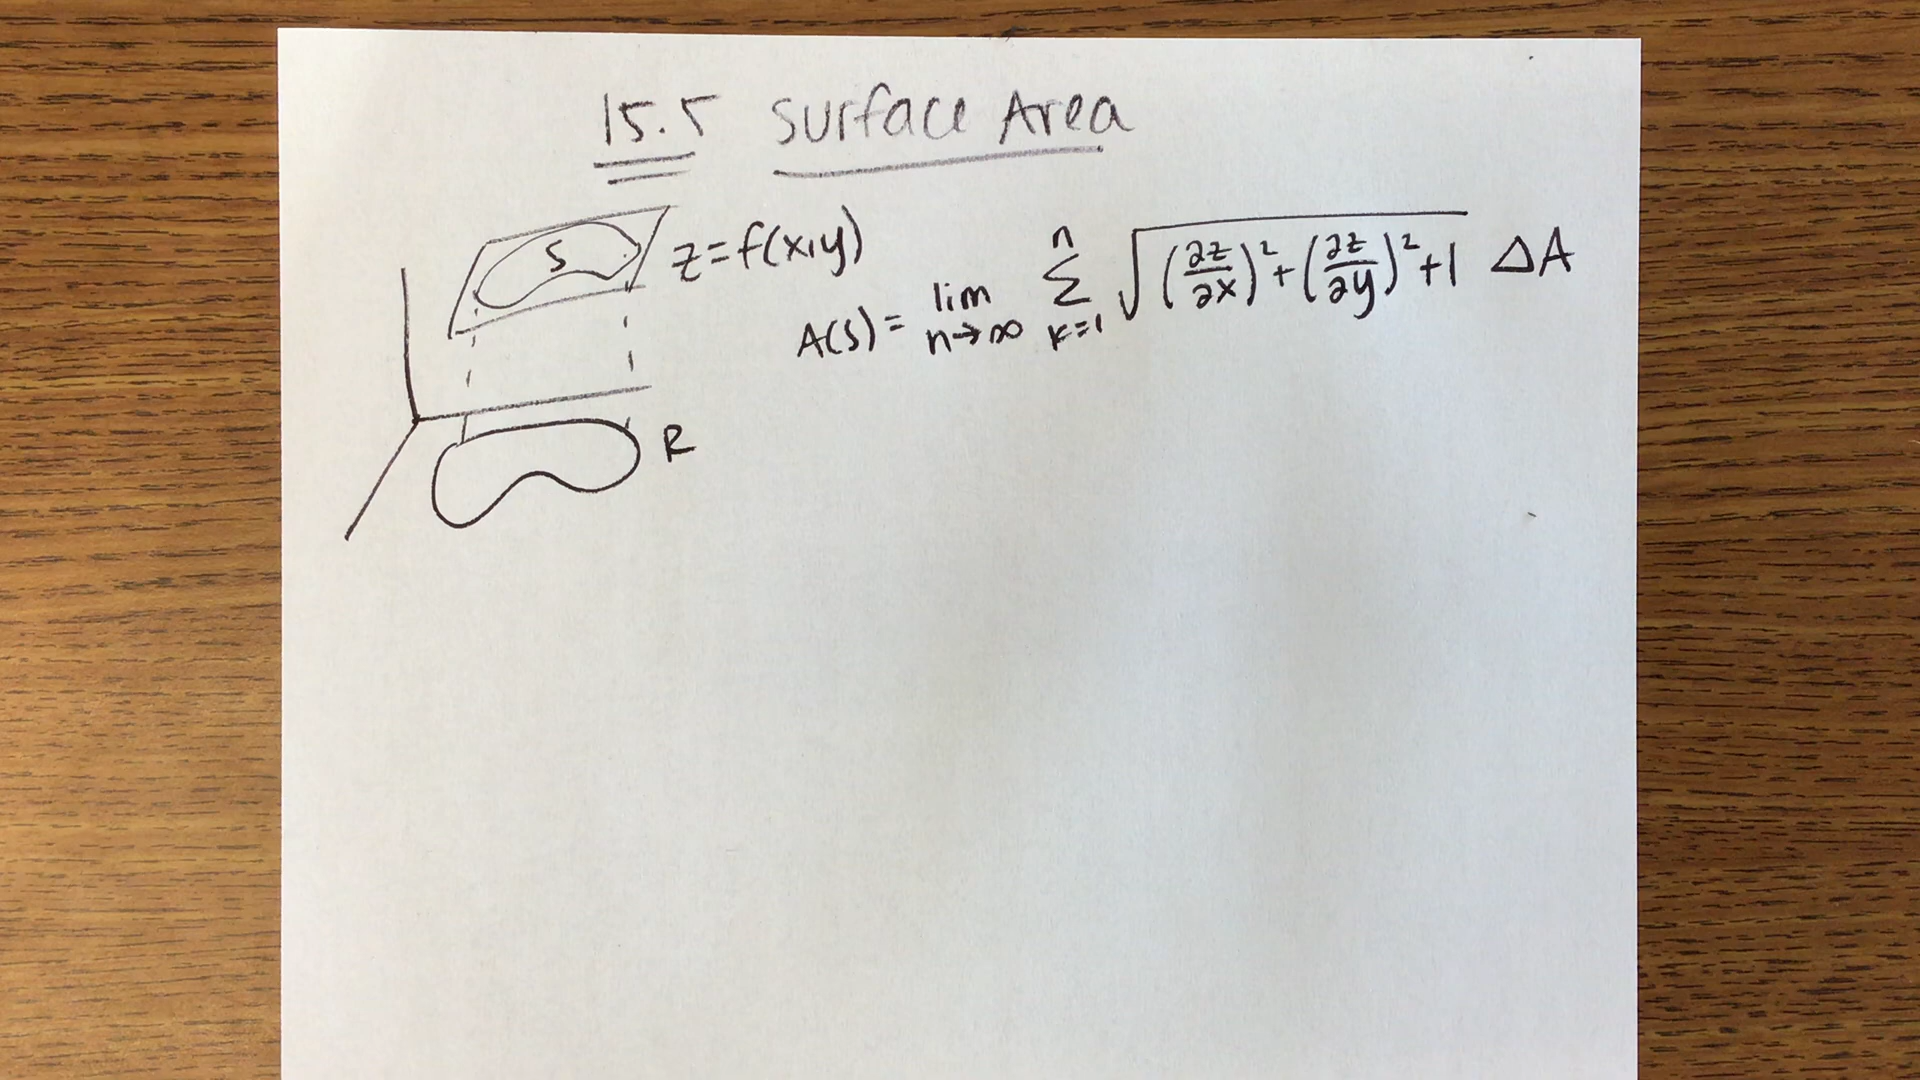 15.5 Surface Area
S
z=f(x,y)
A(S) = lim n→∞ n Σ k=1 √((∂z/∂x)²+(∂z/∂y)²+1) ΔA
R